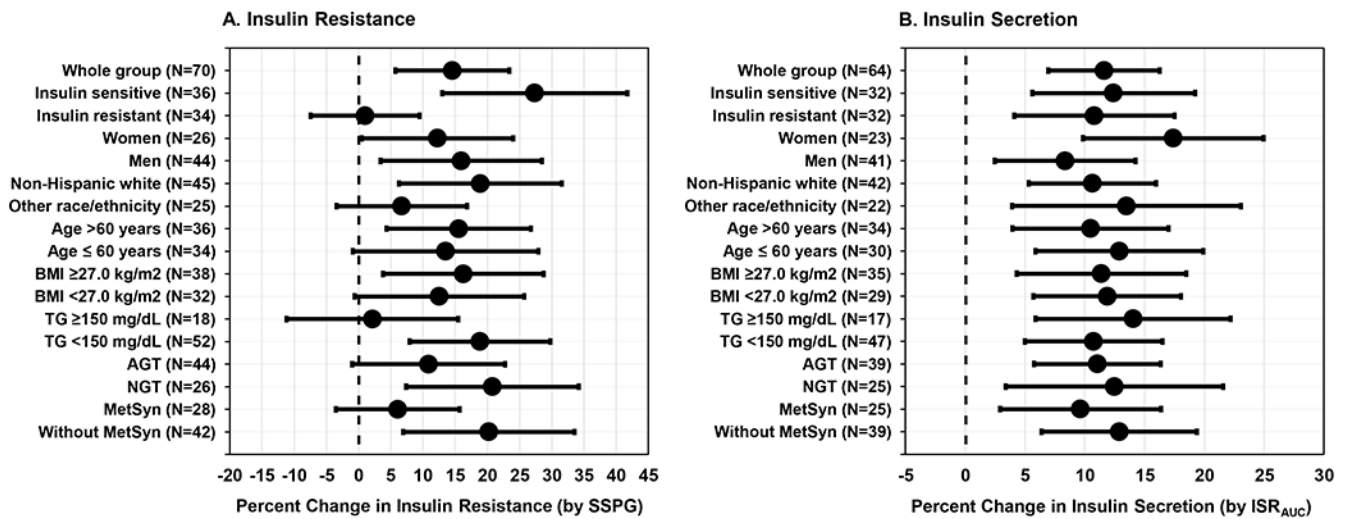 A. Insulin Resistance
Whole group (N=70)
Insulin sensitive (N=36)
Insulin resistant (N=34)
Women (N=26)
Men (N=44)
Non-Hispanic white (N=45)
Other race/ethnicity (N=25)
Age >60 years (N=36)
Age ≤ 60 years (N=34)
BMI ≥27.0 kg/m2 (N=38)
BMI <27.0 kg/m2 (N=32)
TG ≥150 mg/dL (N=18)
TG <150 mg/dL (N=52)
AGT (N=44)
NGT (N=26)
MetSyn (N=28)
Without MetSyn (N=42)
-20 -15 -10 -5 0 5 10 15 20 25 30 35 40 45
Percent Change in Insulin Resistance (by SSPG)
B. Insulin Secretion
Whole group (N=64)
Insulin sensitive (N=32)
Insulin resistant (N=32)
Women (N=23)
Men (N=41)
Non-Hispanic white (N=42)
Other race/ethnicity (N=22)
Age >60 years (N=34)
Age ≤ 60 years (N=30)
BMI ≥27.0 kg/m2 (N=35)
BMI <27.0 kg/m2 (N=29)
TG ≥150 mg/dL (N=17)
TG <150 mg/dL (N=47)
AGT (N=39)
NGT (N=25)
MetSyn (N=25)
Without MetSyn (N=39)
-5 0 5 10 15 20 25 30
Percent Change in Insulin Secretion (by ISRAUC)